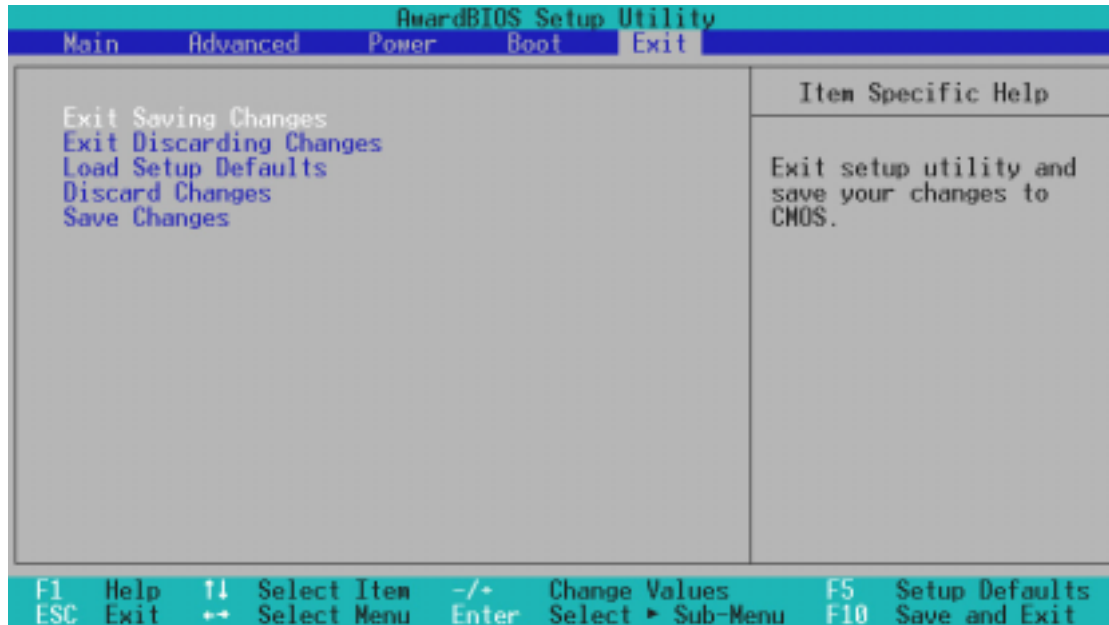 AwardBIOS Setup Utility
Main Advanced Power Boot Exit
Exit Saving Changes
Exit Discarding Changes
Load Setup Defaults
Discard Changes
Save Changes
Item Specific Help
Exit setup utility and
save your changes to
CMOS.
F1 Help ↑↓ Select Item -/+ Change Values F5 Setup Defaults
ESC Exit ←→ Select Menu Enter Select ► Sub-Menu F10 Save and Exit